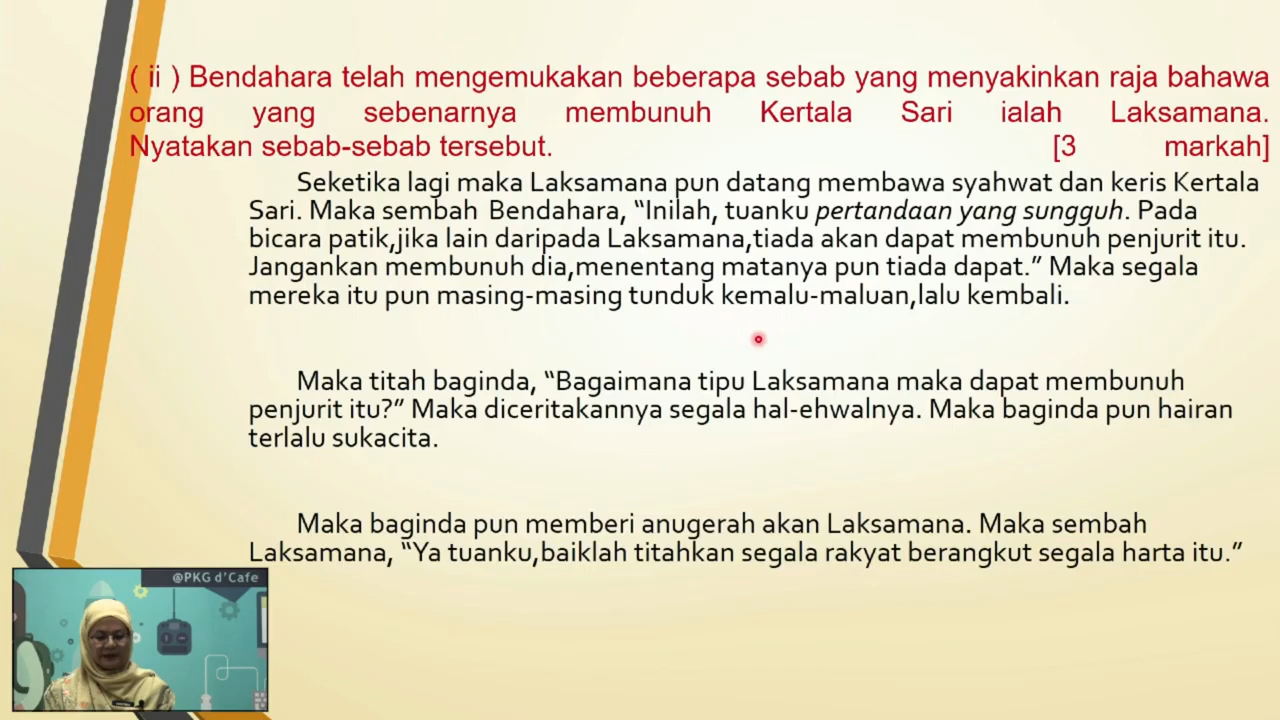 ( ii ) Bendahara telah mengemukakan beberapa sebab yang menyakinkan raja bahawa
orang yang sebenarnya membunuh Kertala Sari ialah Laksamana.
Nyatakan sebab-sebab tersebut. [3 markah]
Seketika lagi maka Laksamana pun datang membawa syahwat dan keris Kertala
Sari. Maka sembah Bendahara, “Inilah, tuanku pertandaan yang sungguh. Pada
bicara patik,jika lain daripada Laksamana,tiada akan dapat membunuh penjurit itu.
Jangankan membunuh dia,menentang matanya pun tiada dapat.” Maka segala
mereka itu pun masing-masing tunduk kemalu-maluan,lalu kembali.
Maka titah baginda, “Bagaimana tipu Laksamana maka dapat membunuh
penjurit itu?” Maka diceritakannya segala hal-ehwalnya. Maka baginda pun hairan
terlalu sukacita.
Maka baginda pun memberi anugerah akan Laksamana. Maka sembah
Laksamana, “Ya tuanku,baiklah titahkan segala rakyat berangkut segala harta itu.”
@PKG d'Cafe